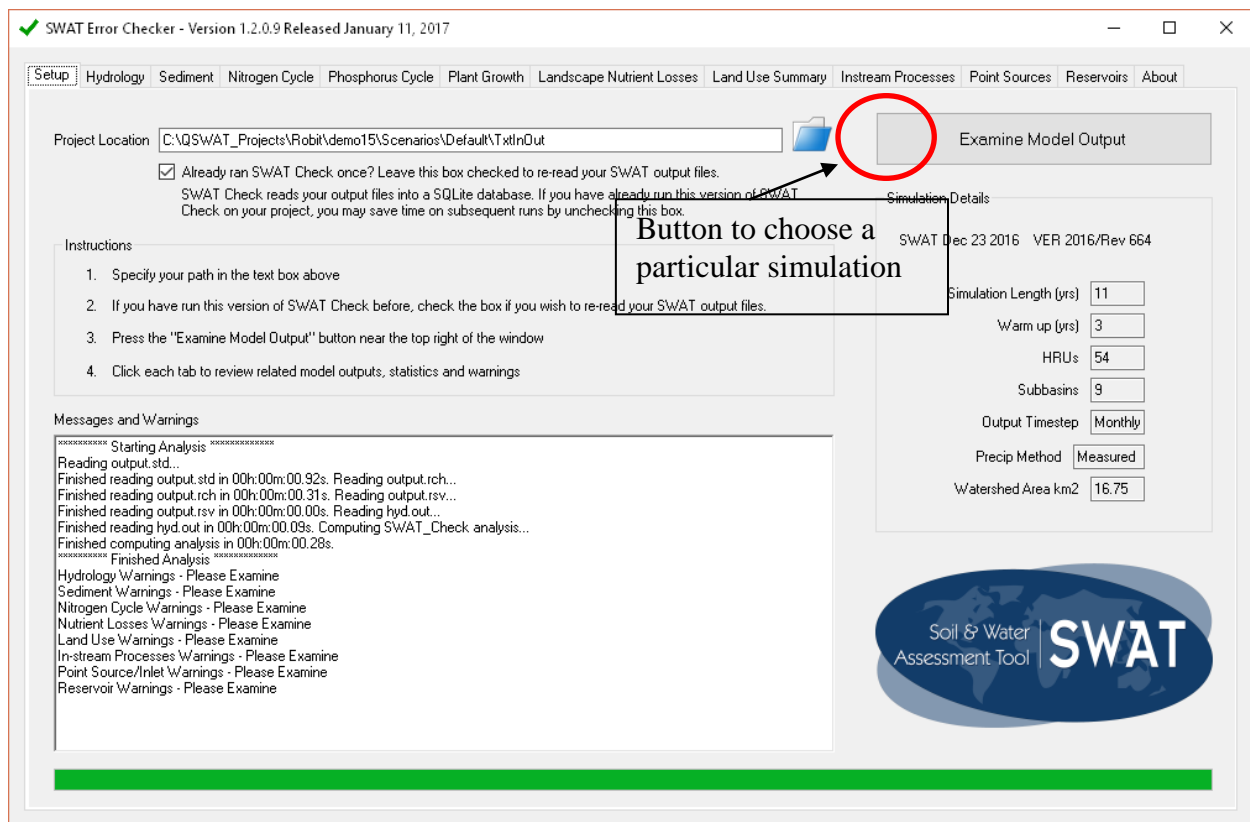 SWAT Error Checker - Version 1.2.0.9 Released January 11, 2017
Setup Hydrology Sediment Nitrogen Cycle Phosphorus Cycle Plant Growth Landscape Nutrient Losses Land Use Summary Instream Processes Point Sources Reservoirs About
Project Location C:\QSWAT_Projects\Robit\demo15\Scenarios\Default\TxtInOut
Examine Model Output
Already ran SWAT Check once? Leave this box checked to re-read your SWAT output files.
SWAT Check reads your output files into a SQLite database. If you have already run this version of SWAT
Check on your project, you may save time on subsequent runs by unchecking this box.
Button to choose a
particular simulation
Instructions
1. Specify your path in the text box above
2. If you have run this version of SWAT Check before, check the box if you wish to re-read your SWAT output files.
3. Press the "Examine Model Output" button near the top right of the window
4. Click each tab to review related model outputs, statistics and warnings
Simulation Details
SWAT Dec 23 2016 VER 2016/Rev 664
Simulation Length (yrs) 11
Warm up (yrs) 3
HRUs 54
Subbasins 9
Output Timestep Monthly
Precip Method Measured
Watershed Area km2 16.75
Messages and Warnings
********** Starting Analysis *************
Reading output.std...
Finished reading output.std in 00h:00m:00.92s. Reading output.rch...
Finished reading output.rch in 00h:00m:00.31s. Reading output.rsv...
Finished reading output.rsv in 00h:00m:00.00s. Reading hyd.out...
Finished reading hyd.out in 00h:00m:00.09s. Computing SWAT_Check analysis...
Finished computing analysis in 00h:00m:00.28s.
********** Finished Analysis *************
Hydrology Warnings - Please Examine
Sediment Warnings - Please Examine
Nitrogen Cycle Warnings - Please Examine
Nutrient Losses Warnings - Please Examine
Land Use Warnings - Please Examine
In-stream Processes Warnings - Please Examine
Point Source/Inlet Warnings - Please Examine
Reservoir Warnings - Please Examine
Soil & Water
Assessment Tool
SWAT